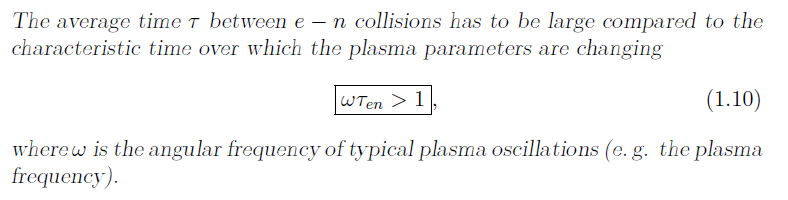 The average time τ between e − n collisions has to be large compared to the
characteristic time over which the plasma parameters are changing
ωτen > 1, (1.10)
where ω is the angular frequency of typical plasma oscillations (e. g. the plasma
frequency).